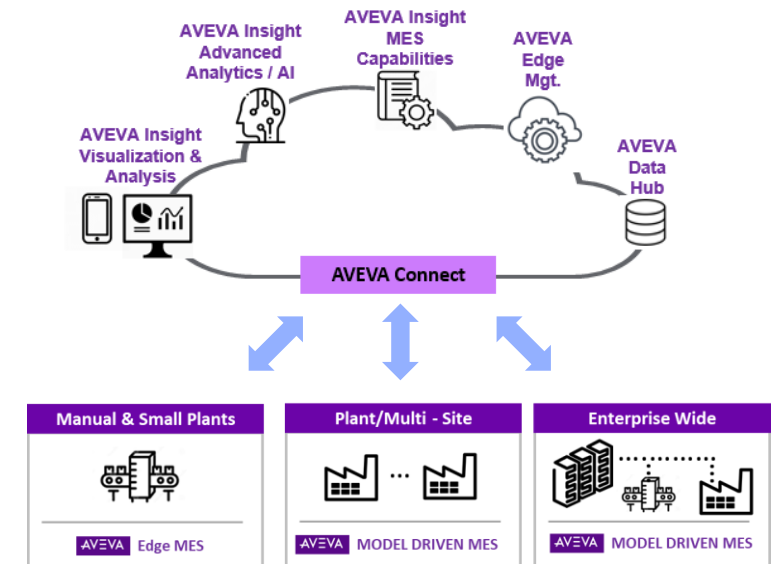 AVEVA Insight
Advanced
Analytics / AI
AVEVA Insight
MES
Capabilities
AVEVA
Edge
Mgt.
AVEVA Insight
Visualization &
Analysis
AVEVA
Data
Hub
AVEVA Connect
Manual & Small Plants
Plant/Multi - Site
Enterprise Wide
AVEVA Edge MES
AVEVA MODEL DRIVEN MES
AVEVA MODEL DRIVEN MES